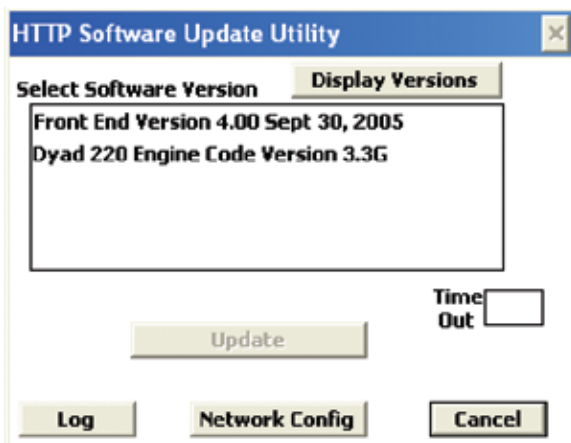 HTTP Software Update Utility
Select Software Version
Display Versions
Front End Version 4.00 Sept 30, 2005
Dyad 220 Engine Code Version 3.3G
Time
Out
Update
Log
Network Config
Cancel